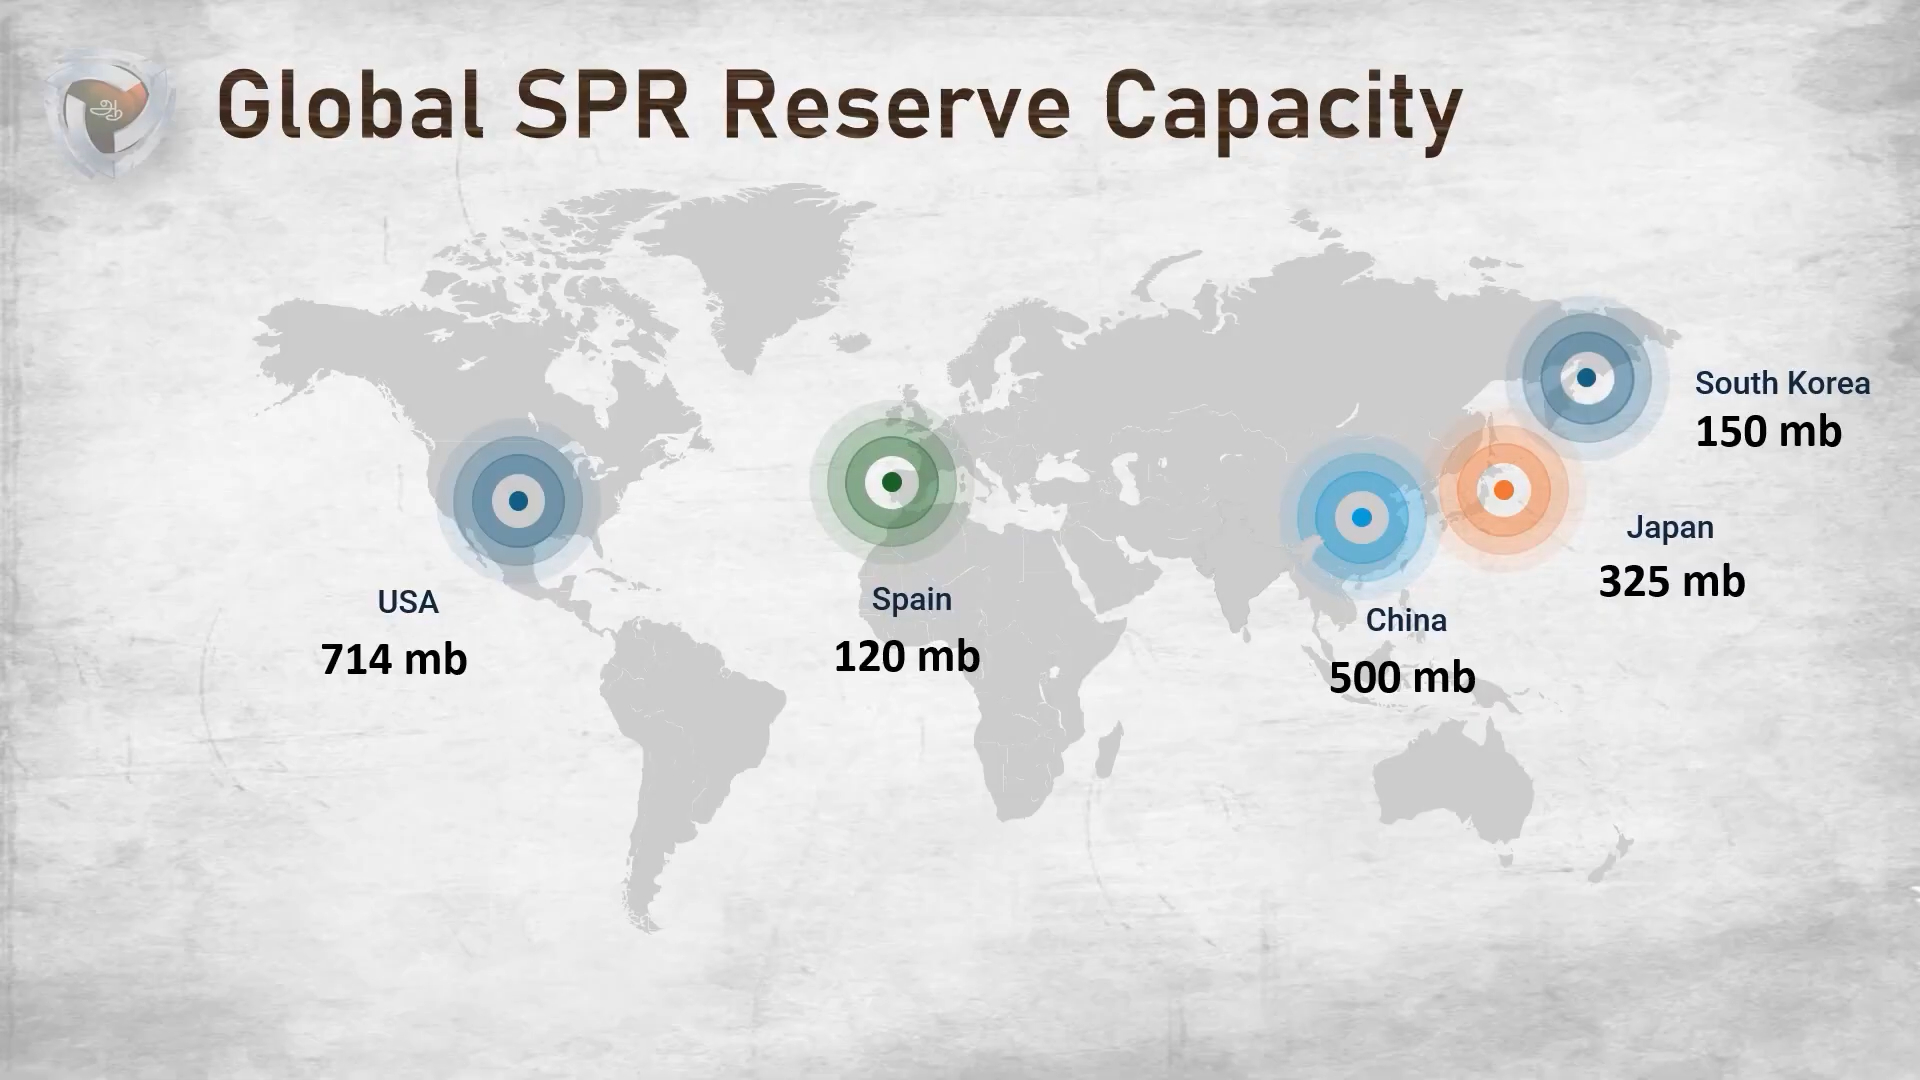 Global SPR Reserve Capacity
South Korea
150 mb
Japan
325 mb
USA
714 mb
Spain
120 mb
China
500 mb